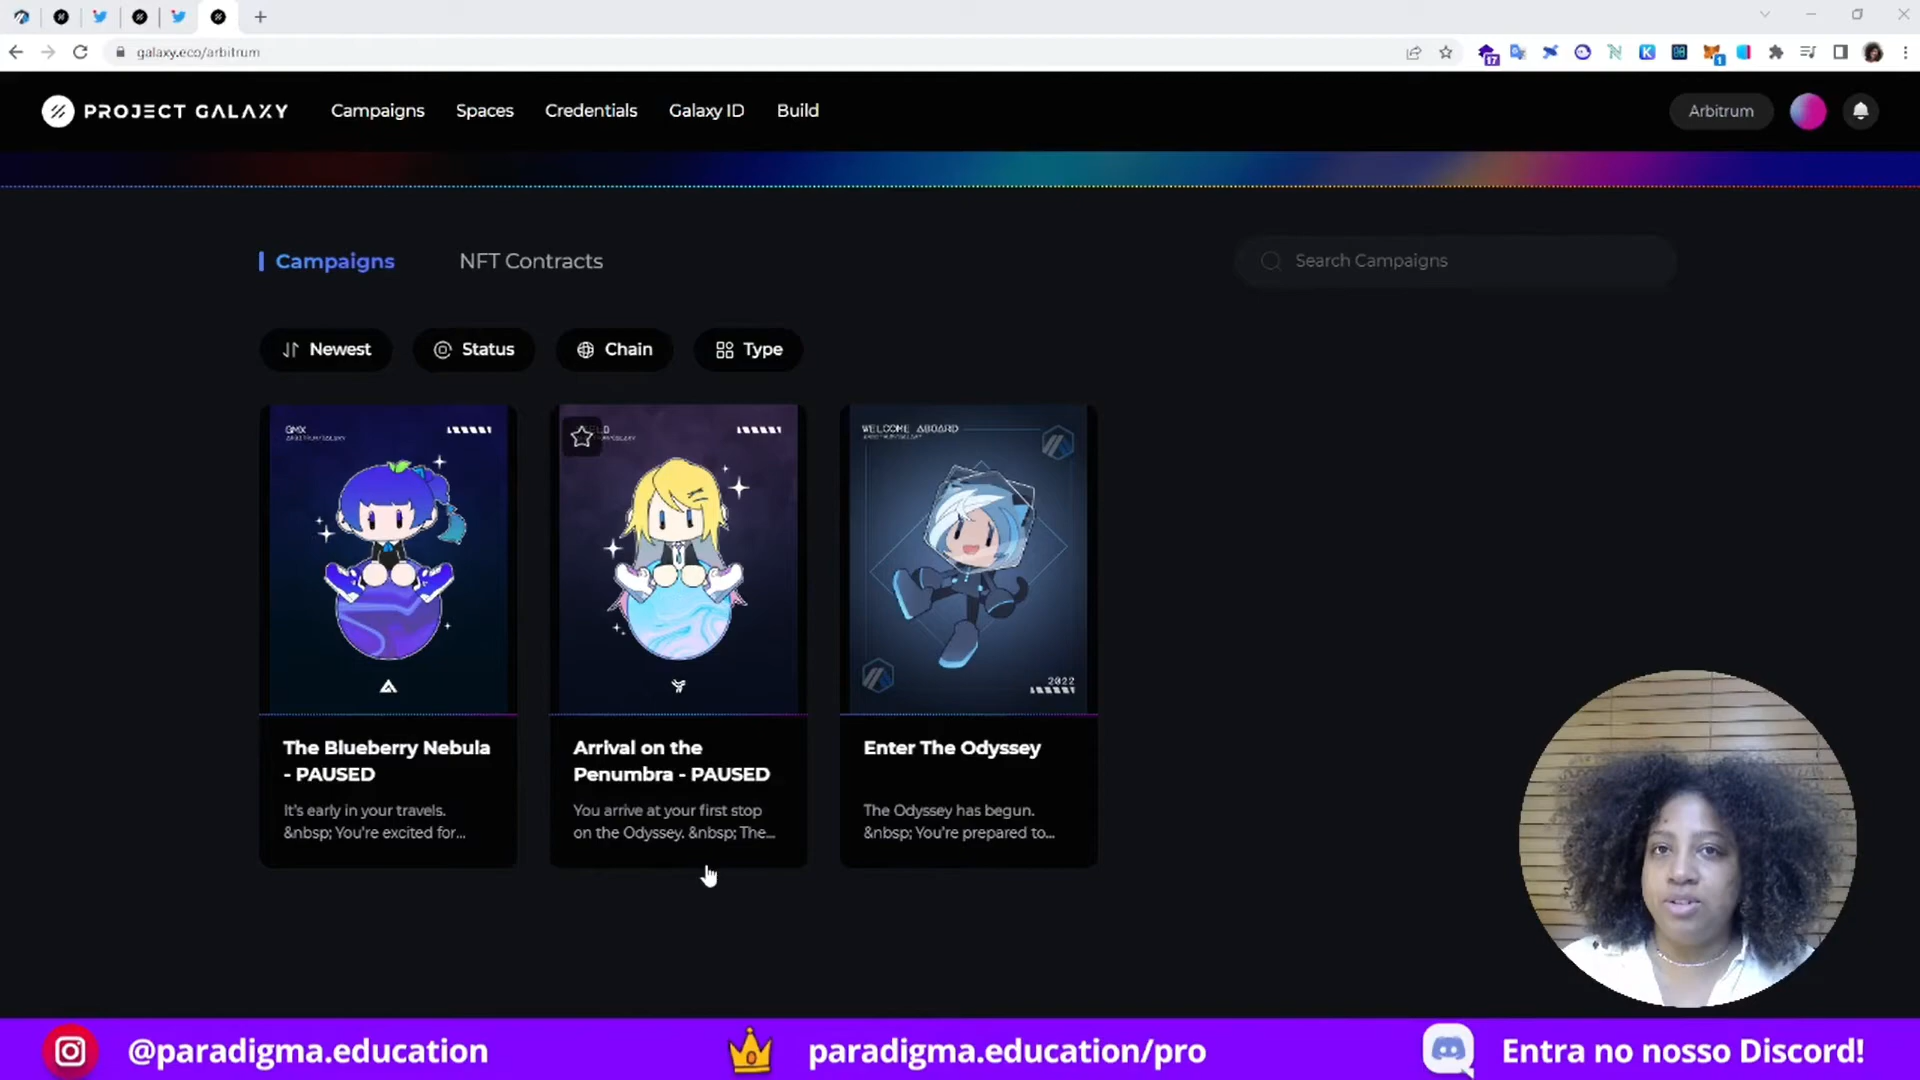 galaxy.eco/arbitrum
17
1
PROJECT GALAXY
Campaigns
Spaces
Credentials
Galaxy ID
Build
Arbitrum
Campaigns
NFT Contracts
Search Campaigns
Newest
Status
Chain
Type
GMX
WELCOME ABOARD
2022
The Blueberry Nebula
- PAUSED
It's early in your travels.
&nbsp; You're excited for...
Arrival on the
Penumbra - PAUSED
You arrive at your first stop
on the Odyssey. &nbsp; The...
Enter The Odyssey
The Odyssey has begun.
&nbsp; You're prepared to...
@paradigma.education
paradigma.education/pro
Entra no nosso Discord!